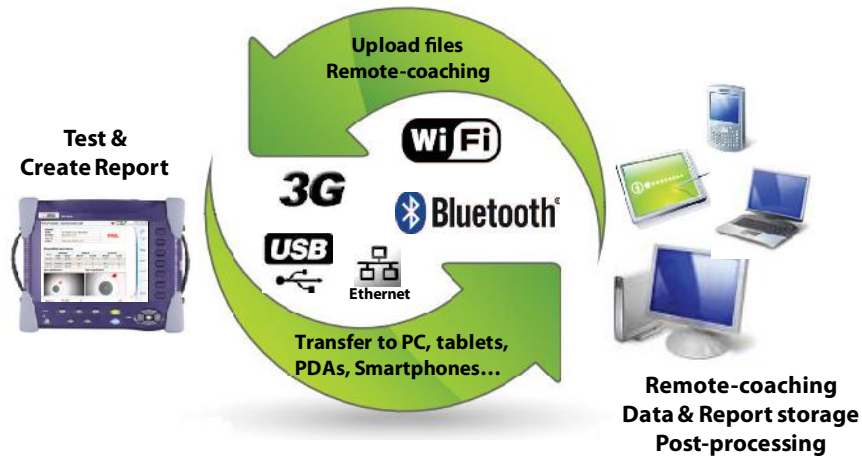 Upload files
Remote-coaching
Test &
Create Report
WiFi
3G
Bluetooth®
USB
Ethernet
Transfer to PC, tablets,
PDAs, Smartphones…
Remote-coaching
Data & Report storage
Post-processing